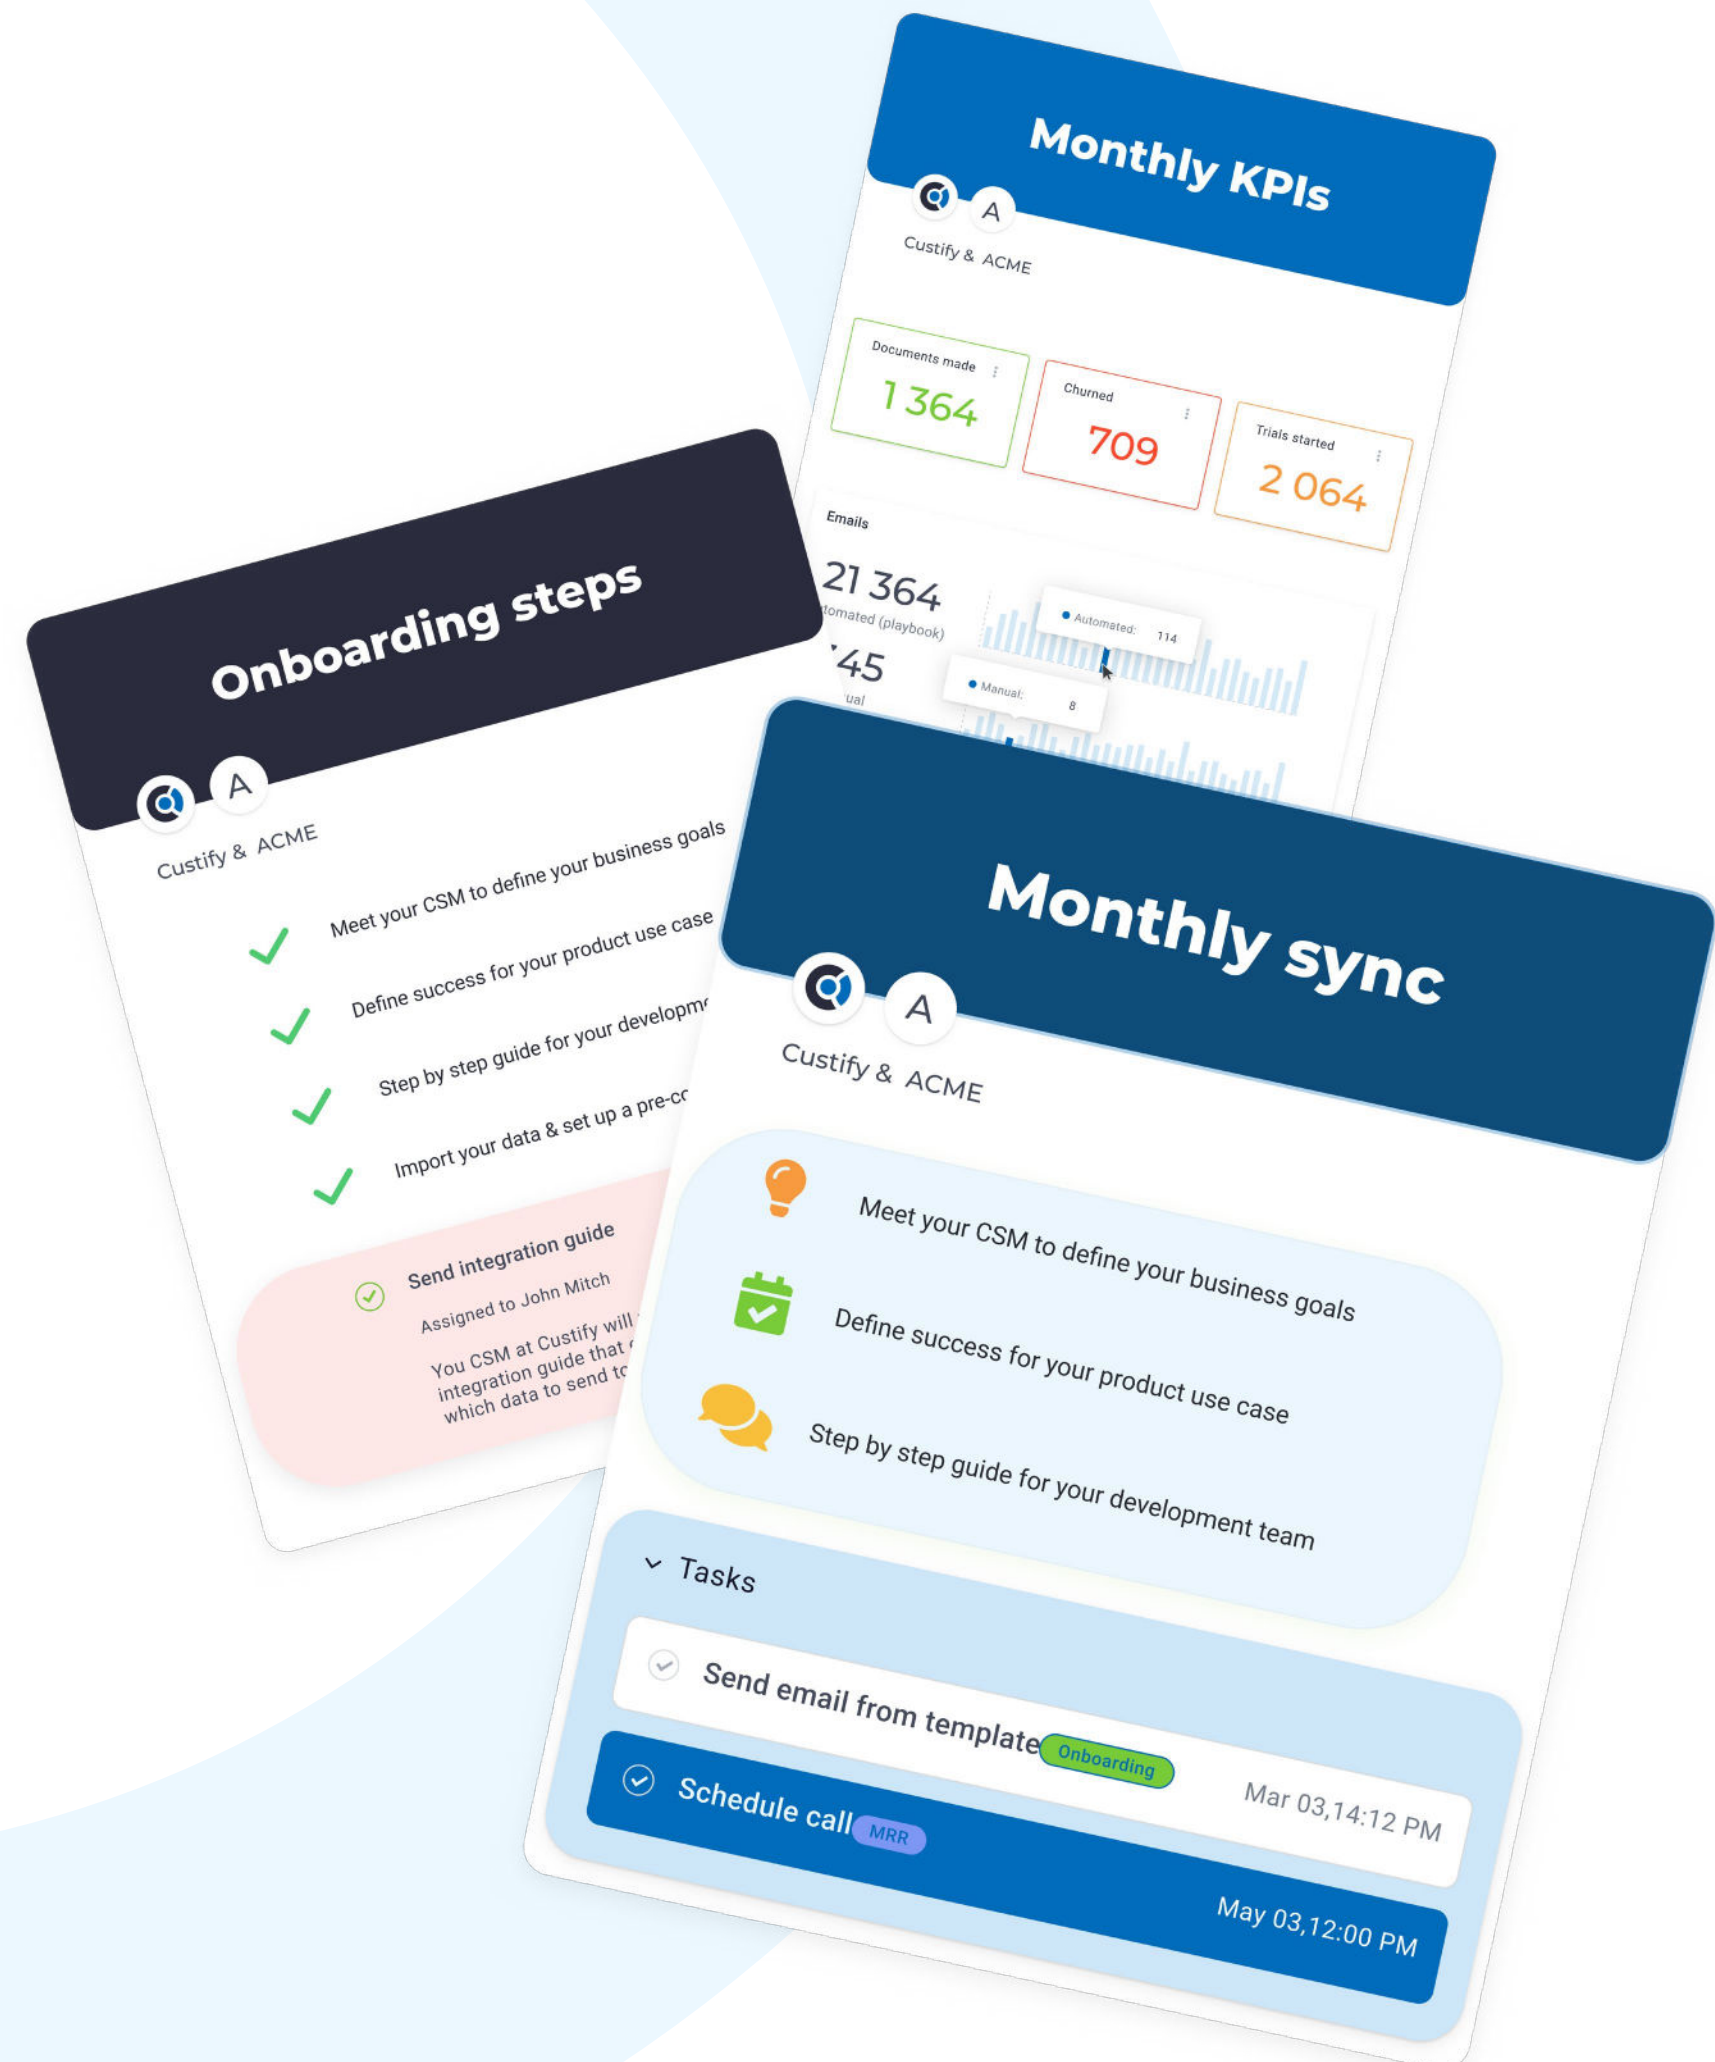 Monthly KPIs
A
Custify & ACME
Documents made
1 364
Churned
709
Trials started
2 064
Emails
21 364
(playbook)
Automated: 114
45
Manual: 8
Onboarding steps
A
Custify & ACME
Meet your CSM to define your business goals
Define success for your product use case
Step by step guide for your
Import your data & set up a
Send integration guide
Assigned to John Mitch
You CSM at Custify will
integration guide that
which data to send to
Monthly sync
A
Custify & ACME
Meet your CSM to define your business goals
Define success for your product use case
Step by step guide for your development team
Tasks
Send email from template Onboarding Mar 03,14:12 PM
Schedule call MRR May 03,12:00 PM